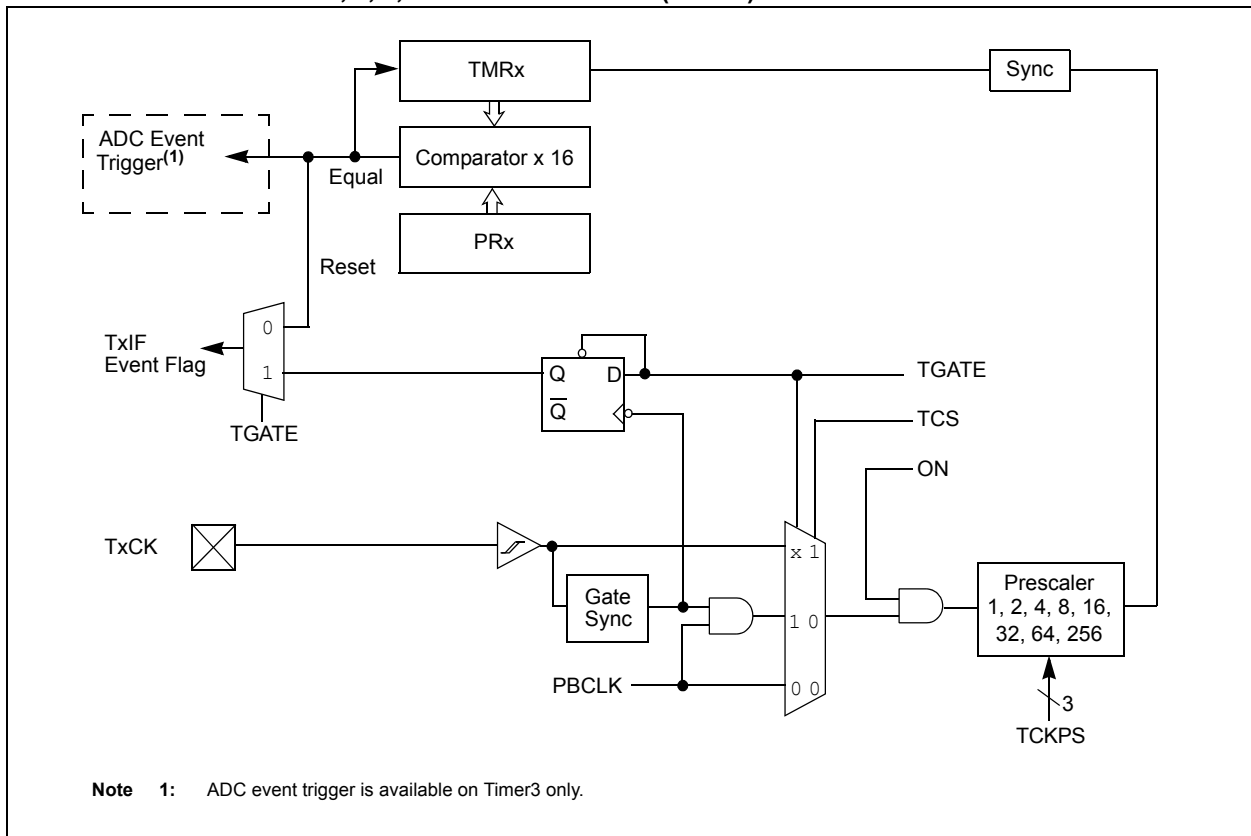 TMRx
Sync
ADC Event
Trigger(1)
Equal
Comparator x 16
PRx
Reset
0
1
TxIF
Event Flag
TGATE
Q
D
Q
TGATE
TCS
ON
TxCK
x 1
Gate
Sync
1 0
Prescaler
1, 2, 4, 8, 16,
32, 64, 256
PBCLK
0 0
3
TCKPS
Note 1: ADC event trigger is available on Timer3 only.